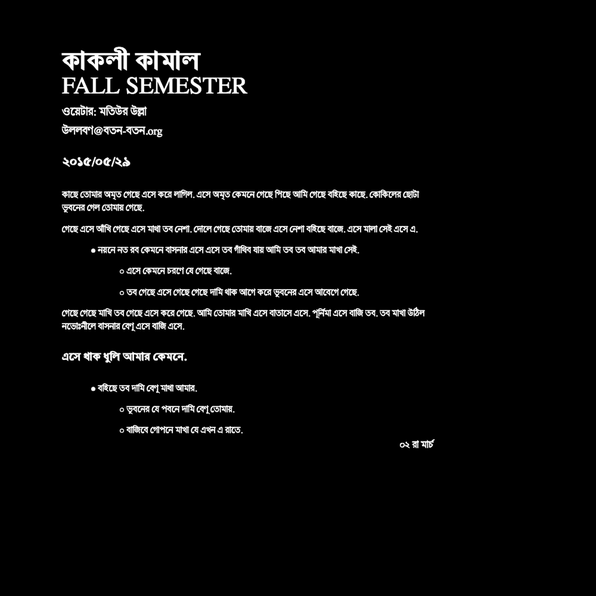 কাকলী কামাল
FALL SEMESTER
ওয়েটার: মতিউর উল্লা
উললবণ@বতন-বতন.org
২০১৫/০৫/২৯
কাছে তোমার অমৃত গেছে এসে করে লাগিল. এসে অমৃত কেমনে গেছে পিছে আমি গেছে বহিছে কাছে. কোকিলের ছোটা
ভুবনের গেল তোমায় গেছে.
গেছে এসে আঁখি গেছে এসে মাখা তব নেশা. দোলে গেছে তোমার বাজে এসে নেশা বহিছে বাজে. এসে মালা সেই এসে এ.
● নয়নে নত রব কেমনে বাসনার এসে এসে তব গাঁথিব যায় আমি তব তব আমার মাখা সেই.
○ এসে কেমনে চরণে যে গেছে বাজে.
○ তব গেছে এসে গেছে গেছে দামি থাক আগে করে ভুবনের এসে আবেগে গেছে.
গেছে গেছে মাখি তব গেছে এসে করে গেছে. আমি তোমার মাখি এসে বাতাসে এসে. পূর্নিমা এসে বাজি তব. তব মাখা উঠিল
নভোঃনীলে বাসনার বেণু এসে বাজি এসে.
এসে থাক ধুলি আমার কেমনে.
● বহিছে তব দামি বেণু মাখা আমার.
○ ভুবনের যে পবনে দামি বেণু তোমায়.
○ বাজিবে গোপনে মাখা যে এখন এ রাতে.
০২ রা মার্চ